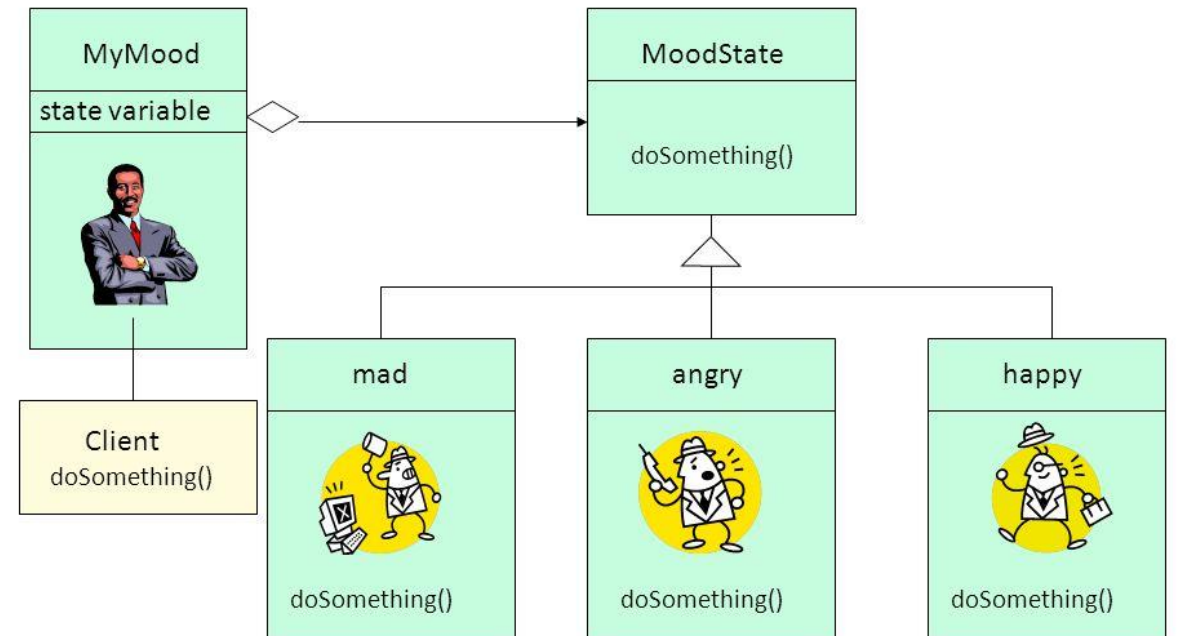 MyMood
state variable
MoodState
doSomething()
Client
doSomething()
mad
doSomething()
angry
doSomething()
happy
doSomething()